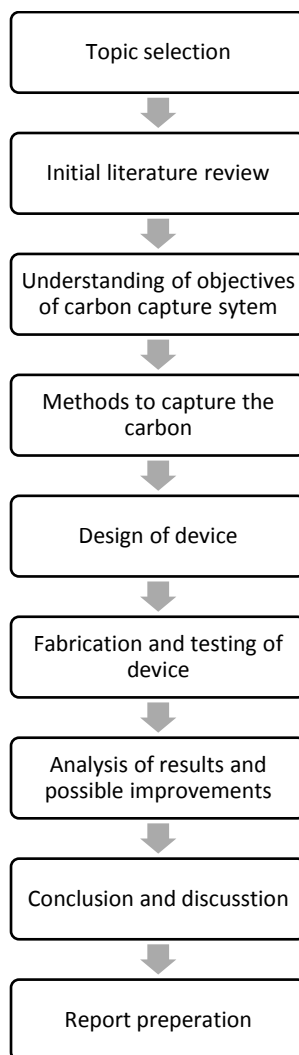 Topic selection
Initial literature review
Understanding of objectives
of carbon capture sytem
Methods to capture the
carbon
Design of device
Fabrication and testing of
device
Analysis of results and
possible improvements
Conclusion and discusstion
Report preperation